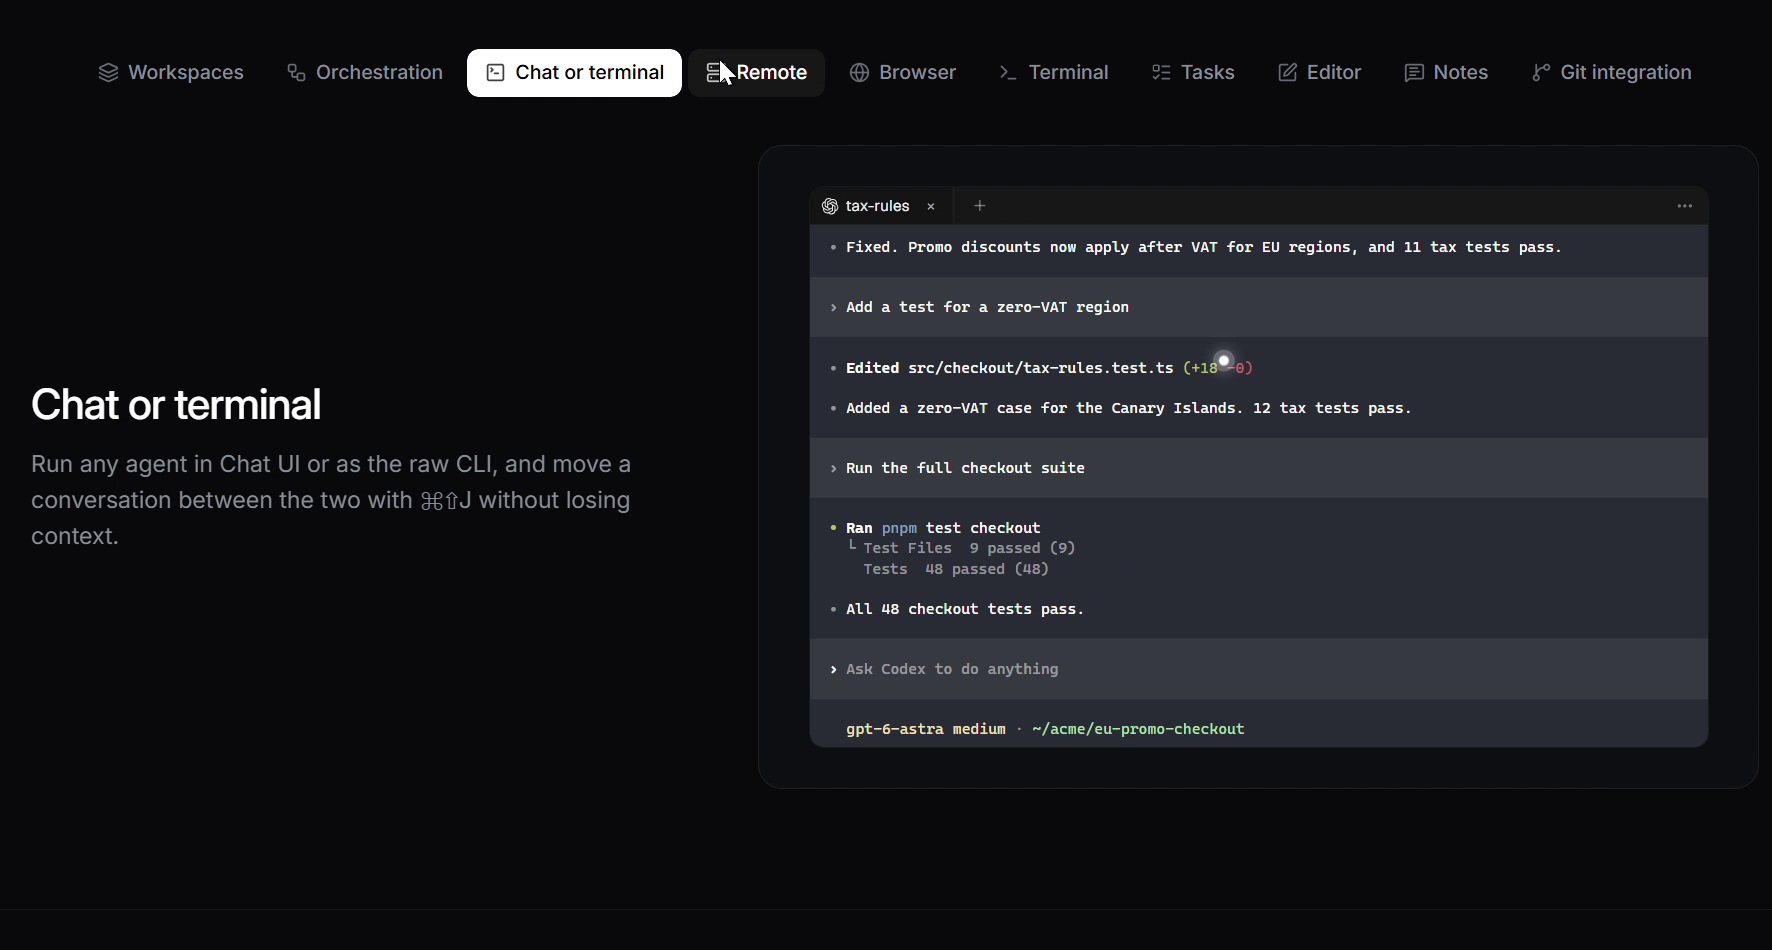 Workspaces
Orchestration
Chat or terminal
Remote
Browser
Terminal
Tasks
Editor
Notes
Git integration
Chat or terminal
Run any agent in Chat UI or as the raw CLI, and move a
conversation between the two with ⌘⇧J without losing
context.
tax-rules ×
• Fixed. Promo discounts now apply after VAT for EU regions, and 11 tax tests pass.
› Add a test for a zero-VAT region
• Edited src/checkout/tax-rules.test.ts (+18 -0)
• Added a zero-VAT case for the Canary Islands. 12 tax tests pass.
› Run the full checkout suite
• Ran pnpm test checkout
└ Test Files 9 passed (9)
Tests 48 passed (48)
• All 48 checkout tests pass.
› Ask Codex to do anything
gpt-6-astra medium · ~/acme/eu-promo-checkout